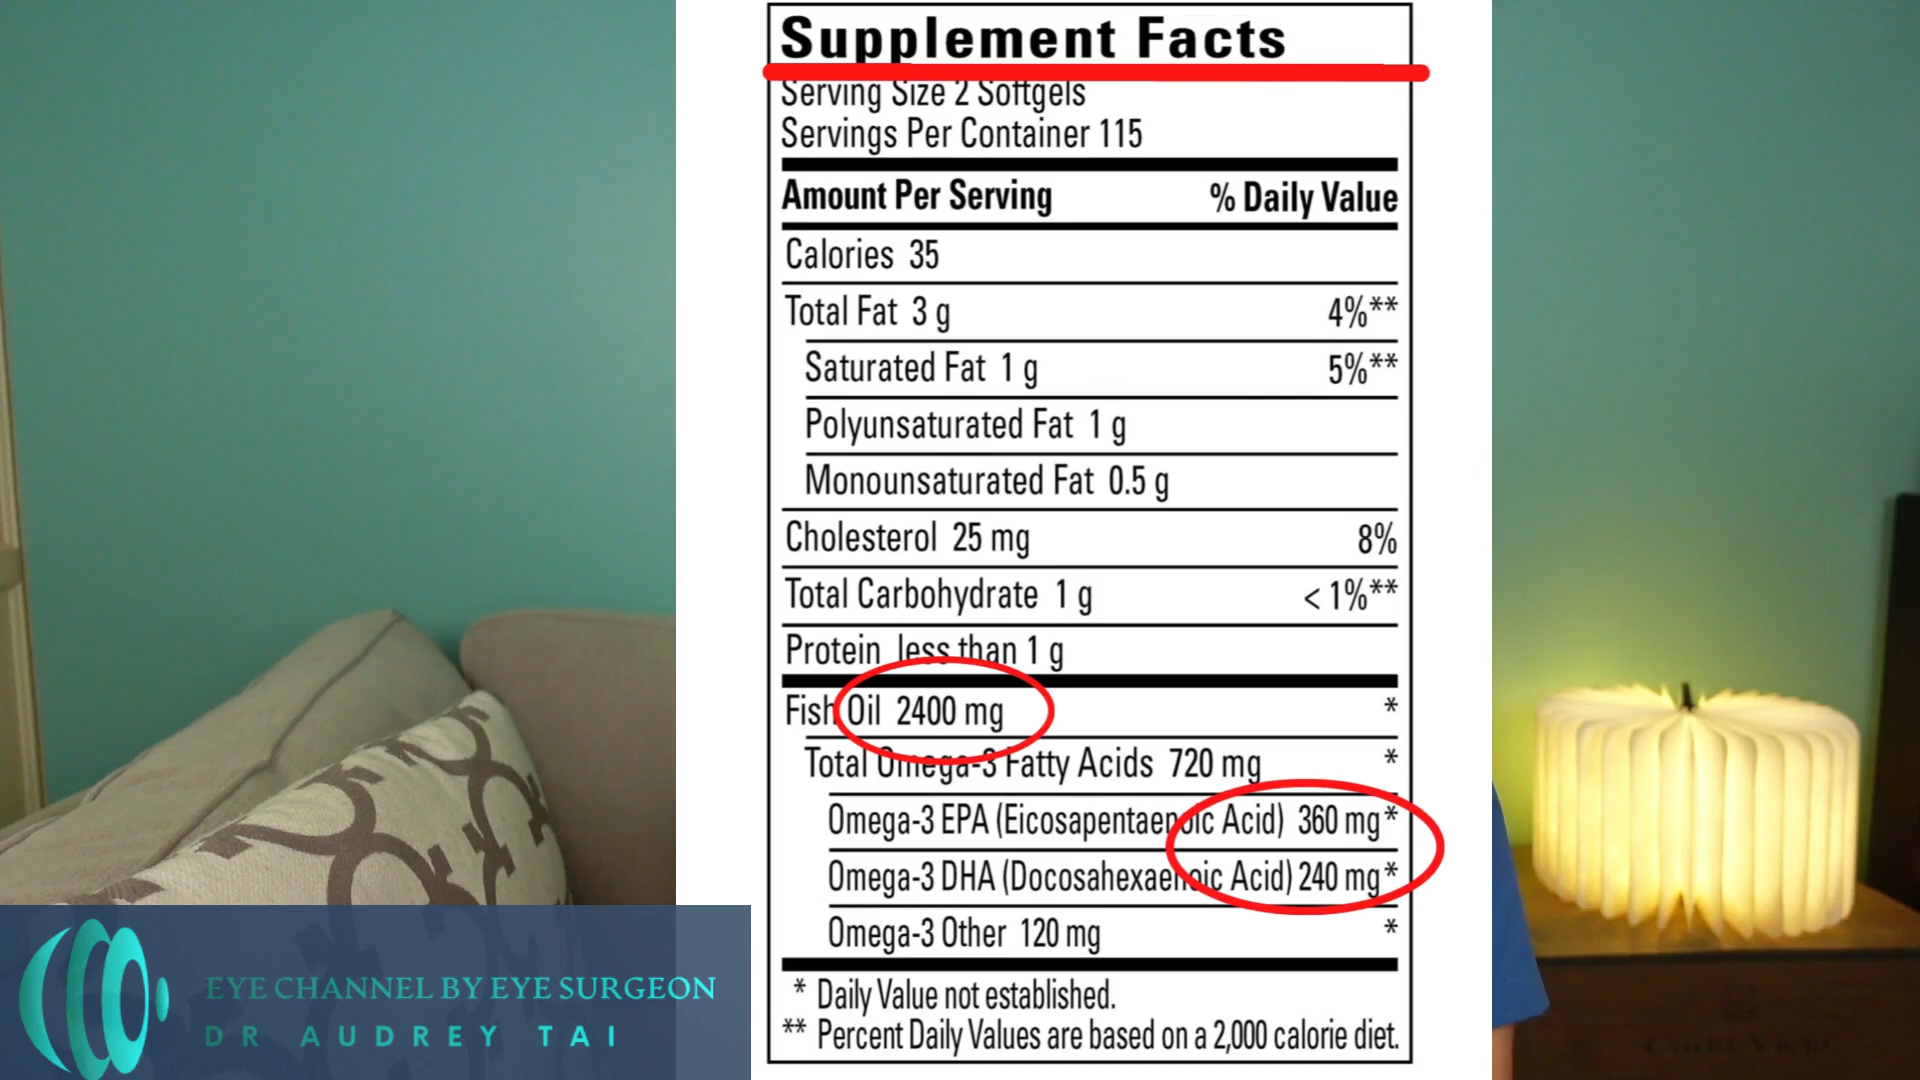 Supplement Facts
Serving Size 2 Softgels
Servings Per Container 115
Amount Per Serving % Daily Value
Calories 35
Total Fat 3 g 4%**
Saturated Fat 1 g 5%**
Polyunsaturated Fat 1 g
Monounsaturated Fat 0.5 g
Cholesterol 25 mg 8%
Total Carbohydrate 1 g < 1%**
Protein less than 1 g
Fish Oil 2400 mg *
Total Omega-3 Fatty Acids 720 mg *
Omega-3 EPA (Eicosapentaenoic Acid) 360 mg*
Omega-3 DHA (Docosahexaenoic Acid) 240 mg*
Omega-3 Other 120 mg *
* Daily Value not established.
** Percent Daily Values are based on a 2,000 calorie diet.
EYE CHANNEL BY EYE SURGEON
DR AUDREY TAI